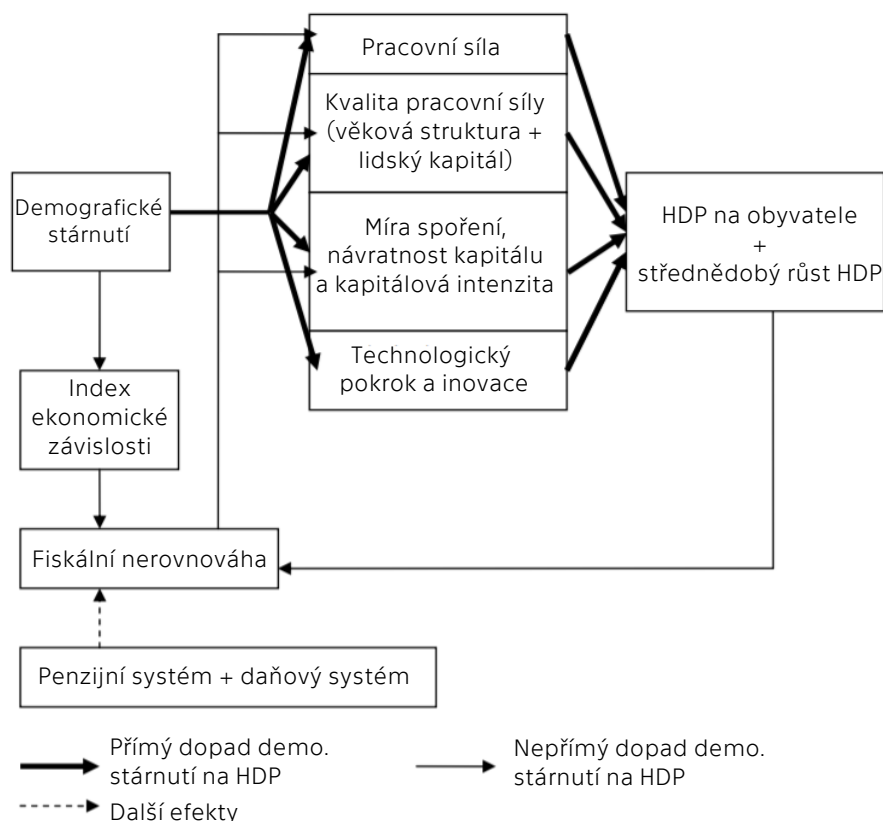 Pracovní síla
Kvalita pracovní síly
(věková struktura +
lidský kapitál)
Demografické
stárnutí
Míra spoření,
návratnost kapitálu
a kapitálová intenzita
HDP na obyvatele
+
střednědobý růst HDP
Technologický
pokrok a inovace
Index
ekonomické
závislosti
Fiskální nerovnováha
Penzijní systém + daňový systém
Přímý dopad demo.
stárnutí na HDP
Nepřímý dopad demo.
stárnutí na HDP
Další efekty